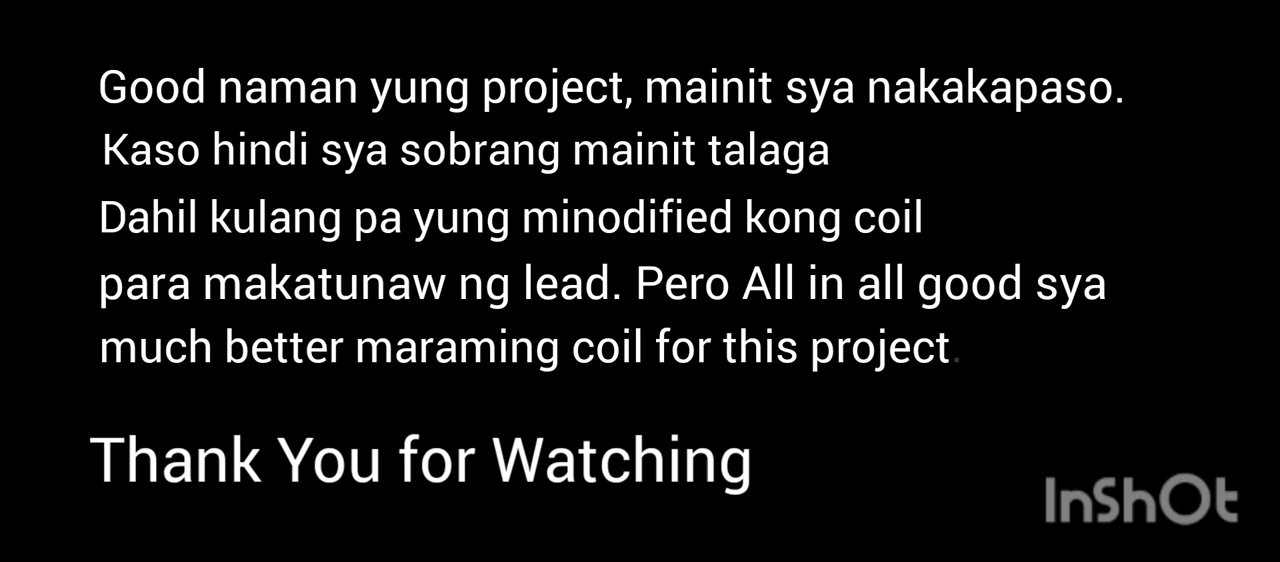 Good naman yung project, mainit sya nakakapaso.
Kaso hindi sya sobrang mainit talaga
Dahil kulang pa yung minodified kong coil
para makatunaw ng lead. Pero All in all good sya
much better maraming coil for this project.
Thank You for Watching
InShOt